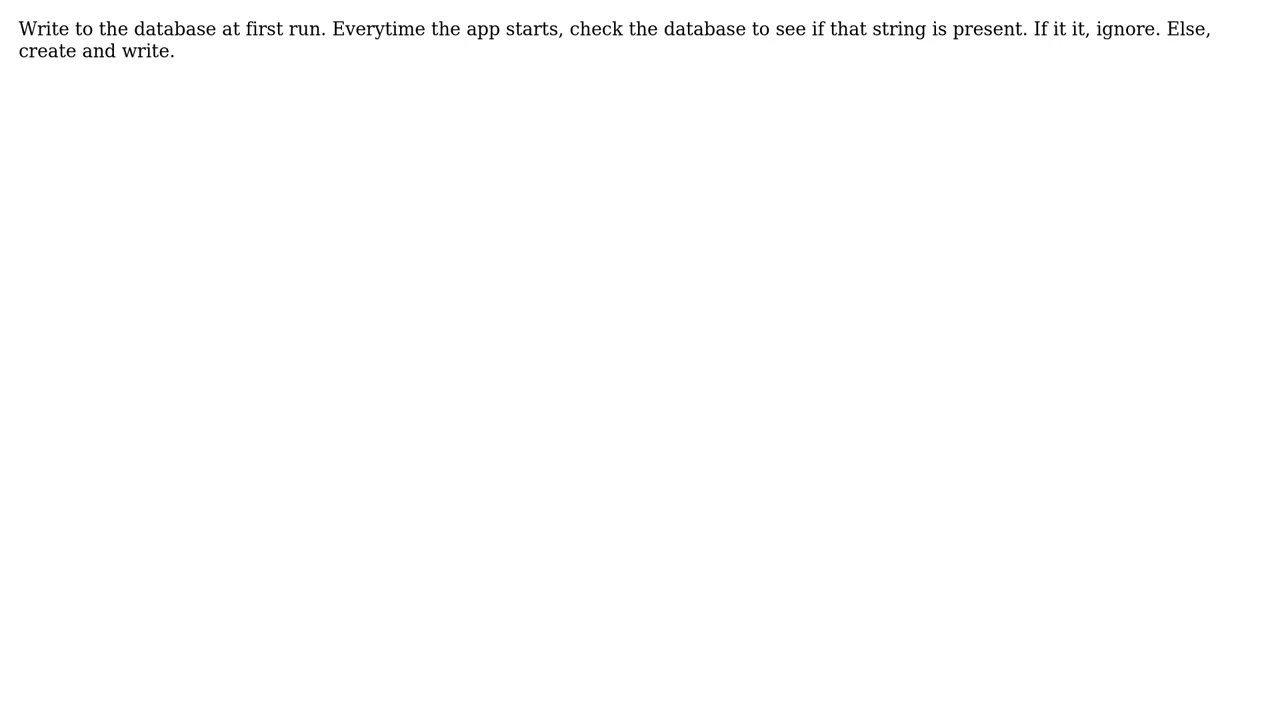 Write to the database at first run. Everytime the app starts, check the database to see if that string is present. If it it, ignore. Else,
create and write.